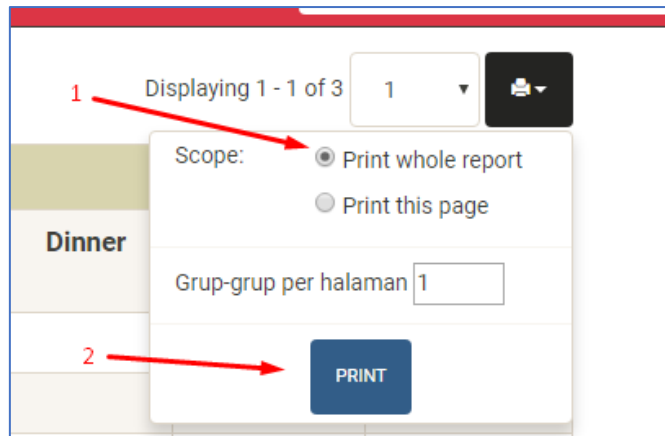 1
Displaying 1 - 1 of 3
1
Scope:
Print whole report
Print this page
Dinner
Grup-grup per halaman 1
2
PRINT